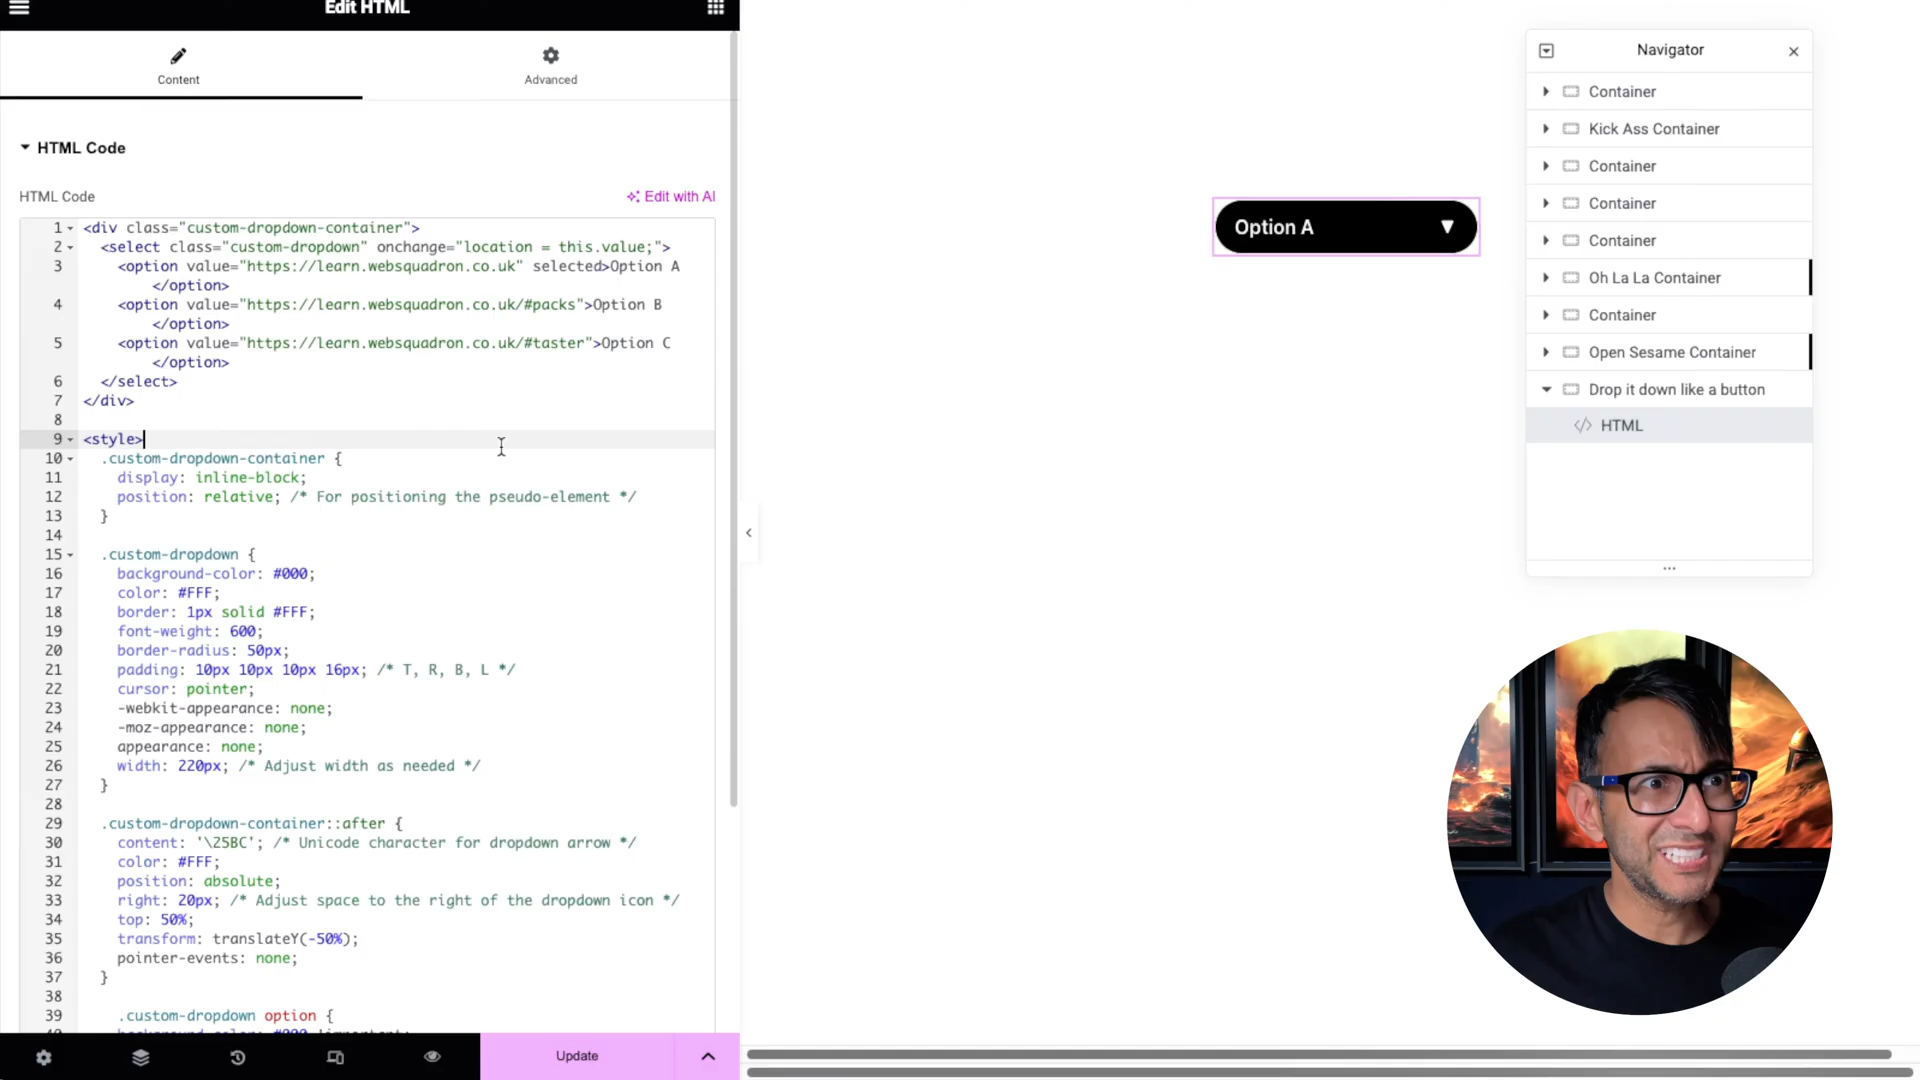 Edit HTML
Content
Advanced
HTML Code
HTML Code
Edit with AI
1 <div class="custom-dropdown-container">
2 <select class="custom-dropdown" onchange="location = this.value;">
3 <option value="https://learn.websquadron.co.uk" selected>Option A
</option>
4 <option value="https://learn.websquadron.co.uk/#packs">Option B
</option>
5 <option value="https://learn.websquadron.co.uk/#taster">Option C
</option>
6 </select>
7 </div>
8
9 <style>
10 .custom-dropdown-container {
11 display: inline-block;
12 position: relative; /* For positioning the pseudo-element */
13 }
14
15 .custom-dropdown {
16 background-color: #000;
17 color: #FFF;
18 border: 1px solid #FFF;
19 font-weight: 600;
20 border-radius: 50px;
21 padding: 10px 10px 10px 16px; /* T, R, B, L */
22 cursor: pointer;
23 -webkit-appearance: none;
24 -moz-appearance: none;
25 appearance: none;
26 width: 220px; /* Adjust width as needed */
27 }
28
29 .custom-dropdown-container::after {
30 content: '\25BC'; /* Unicode character for dropdown arrow */
31 color: #FFF;
32 position: absolute;
33 right: 20px; /* Adjust space to the right of the dropdown icon */
34 top: 50%;
35 transform: translateY(-50%);
36 pointer-events: none;
37 }
38
39 .custom-dropdown option {
Update
Option A
Navigator
Container
Kick Ass Container
Container
Container
Container
Oh La La Container
Container
Open Sesame Container
Drop it down like a button
HTML